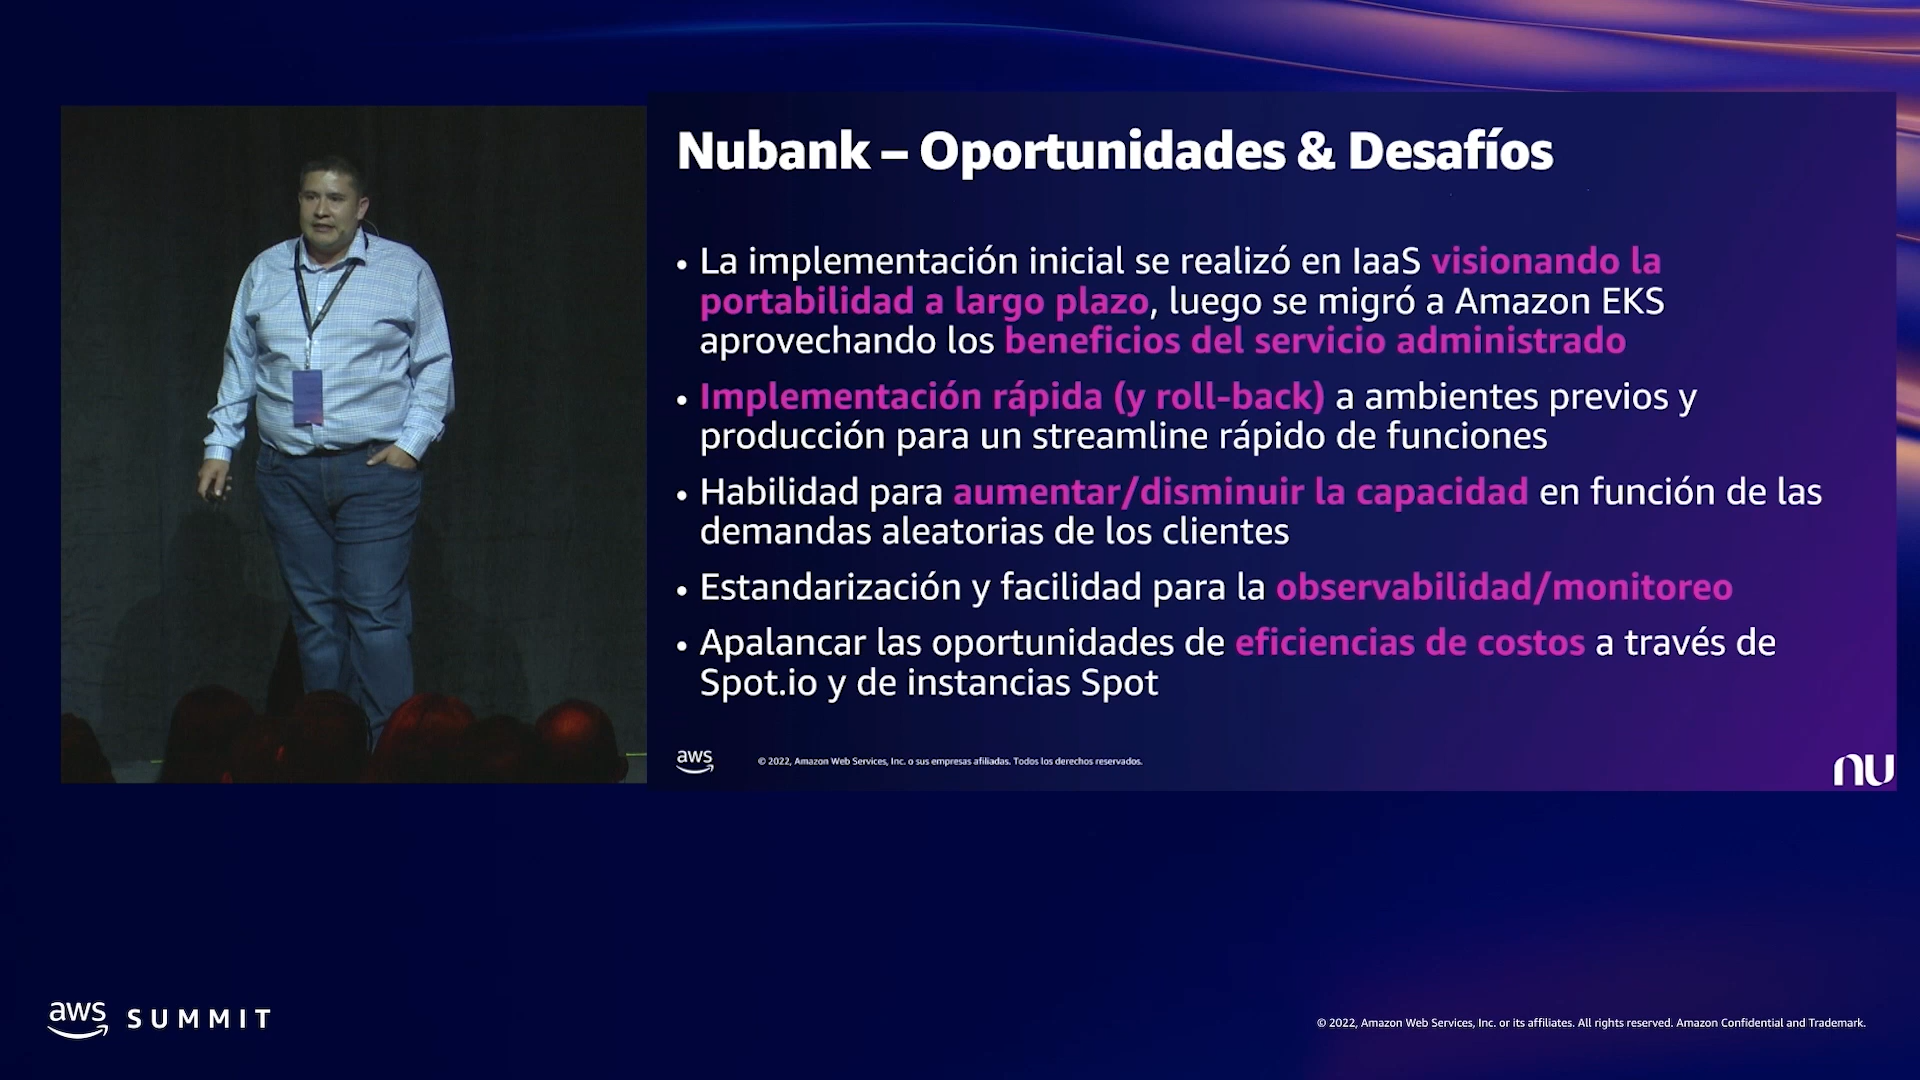 Nubank – Oportunidades & Desafíos
• La implementación inicial se realizó en IaaS visionando la
portabilidad a largo plazo, luego se migró a Amazon EKS
aprovechando los beneficios del servicio administrado
• Implementación rápida (y roll-back) a ambientes previos y
producción para un streamline rápido de funciones
• Habilidad para aumentar/disminuir la capacidad en función de las
demandas aleatorias de los clientes
• Estandarización y facilidad para la observabilidad/monitoreo
• Apalancar las oportunidades de eficiencias de costos a través de
Spot.io y de instancias Spot
aws
© 2022, Amazon Web Services, Inc. o sus empresas afiliadas. Todos los derechos reservados.
nu
aws SUMMIT
© 2022, Amazon Web Services, Inc. or its affiliates. All rights reserved. Amazon Confidential and Trademark.